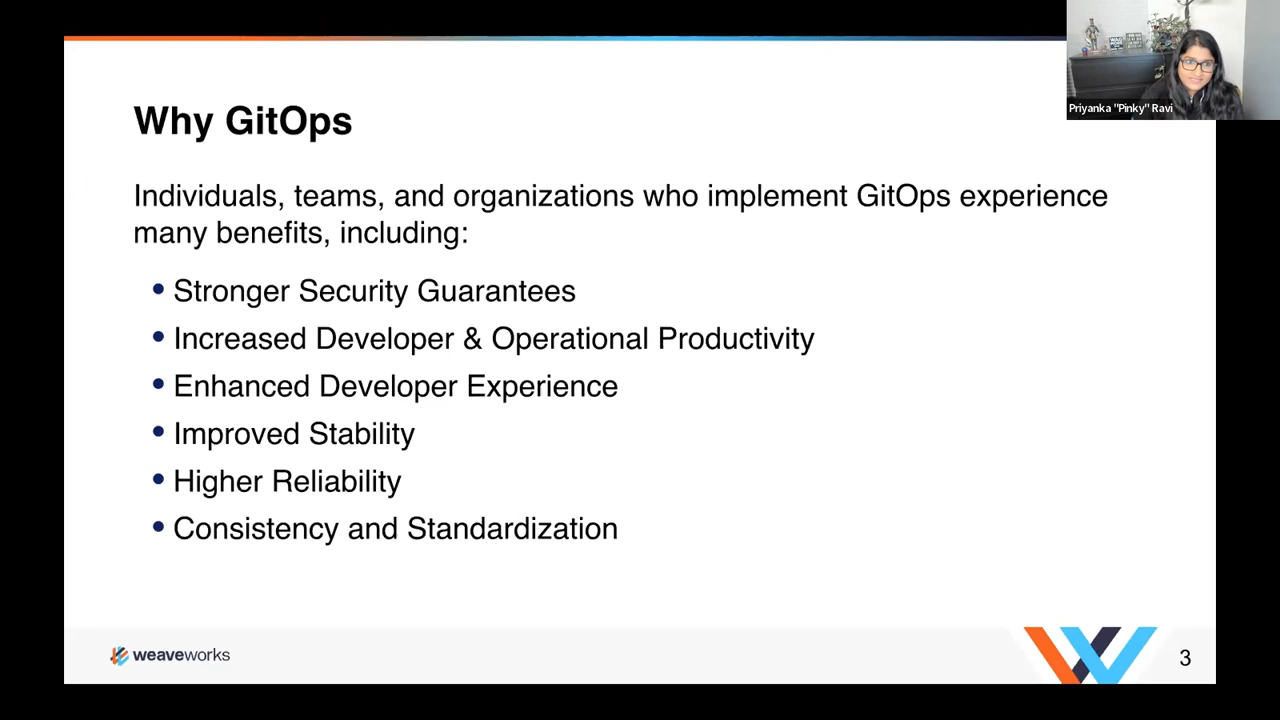 Priyanka "Pinky" Ravi
Why GitOps
Individuals, teams, and organizations who implement GitOps experience
many benefits, including:
• Stronger Security Guarantees
• Increased Developer & Operational Productivity
• Enhanced Developer Experience
• Improved Stability
• Higher Reliability
• Consistency and Standardization
weaveworks
3